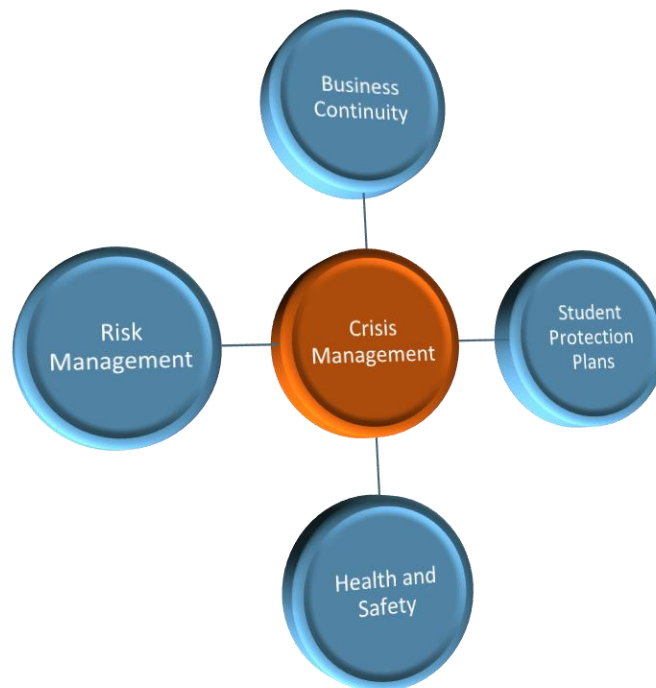 Business
Continuity
Risk
Management
Crisis
Management
Student
Protection
Plans
Health and
Safety